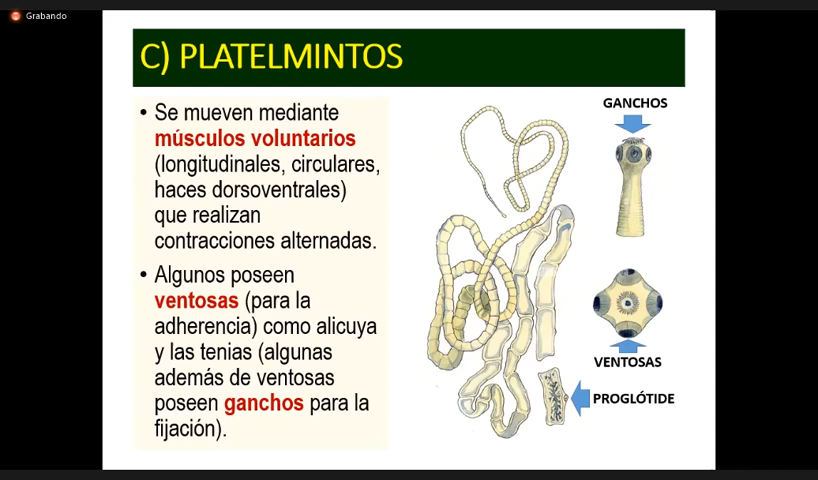 Grabando
C) PLATELMINTOS
• Se mueven mediante
músculos voluntarios
(longitudinales, circulares,
haces dorsoventrales)
que realizan
contracciones alternadas.
• Algunos poseen
ventosas (para la
adherencia) como alicuya
y las tenias (algunas
además de ventosas
poseen ganchos para la
fijación).
GANCHOS
VENTOSAS
PROGLÓTIDE